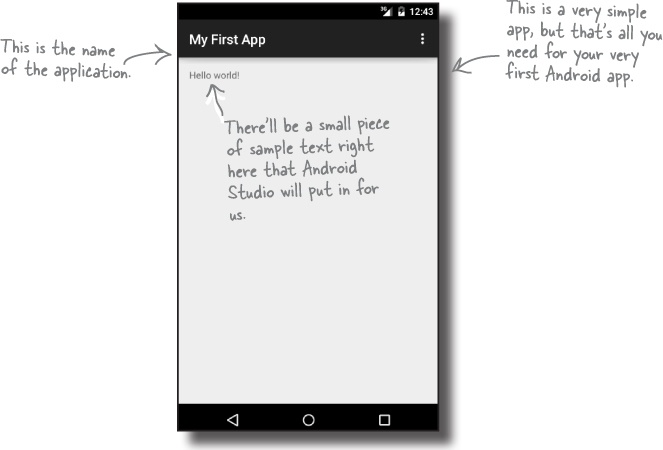 3G 12:43
My First App
Hello world!
This is the name
of the application.
This is a very simple
app, but that's all you
need for your very
first Android app.
There'll be a small piece
of sample text right
here that Android
Studio will put in for
us.